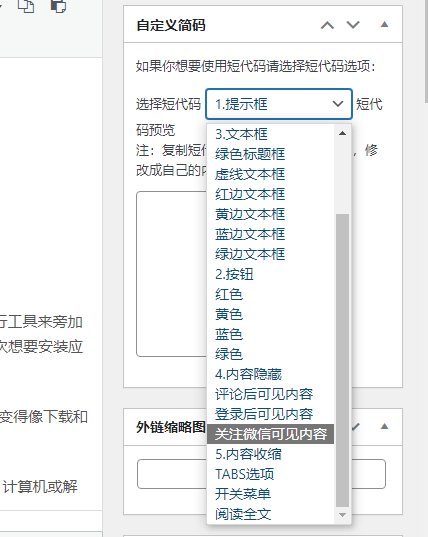 自定义简码
如果你想要使用短代码请选择短代码选项：
选择短代码 1.提示框 短代
码预览
注：复制短 ，修
改成自己的
3.文本框
绿色标题框
虚线文本框
红边文本框
黄边文本框
蓝边文本框
绿边文本框
2.按钮
红色
黄色
蓝色
绿色
4.内容隐藏
评论后可见内容
登录后可见内容
关注微信可见内容
5.内容收缩
TABS选项
开关菜单
阅读全文
外链缩略图
行工具来旁加
次想要安装应
变得像下载和
计算机或解